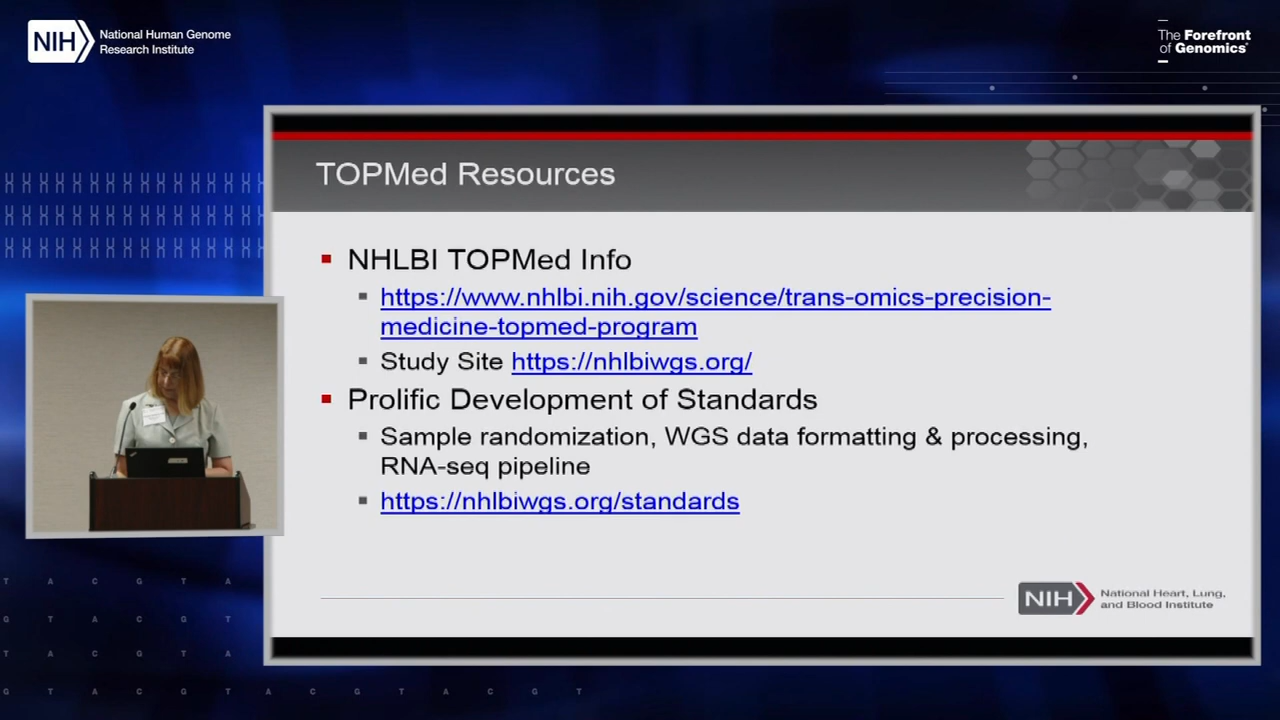 NIH
National Human Genome
Research Institute
The Forefront
of Genomics®
TOPMed Resources
NHLBI TOPMed Info
https://www.nhlbi.nih.gov/science/trans-omics-precision-
medicine-topmed-program
Study Site https://nhlbiwgs.org/
Prolific Development of Standards
Sample randomization, WGS data formatting & processing,
RNA-seq pipeline
https://nhlbiwgs.org/standards
NIH
National Heart, Lung,
and Blood Institute
T A C G T A
G T A C G T
T A C G T A
G T A C G T A C G T A C G T